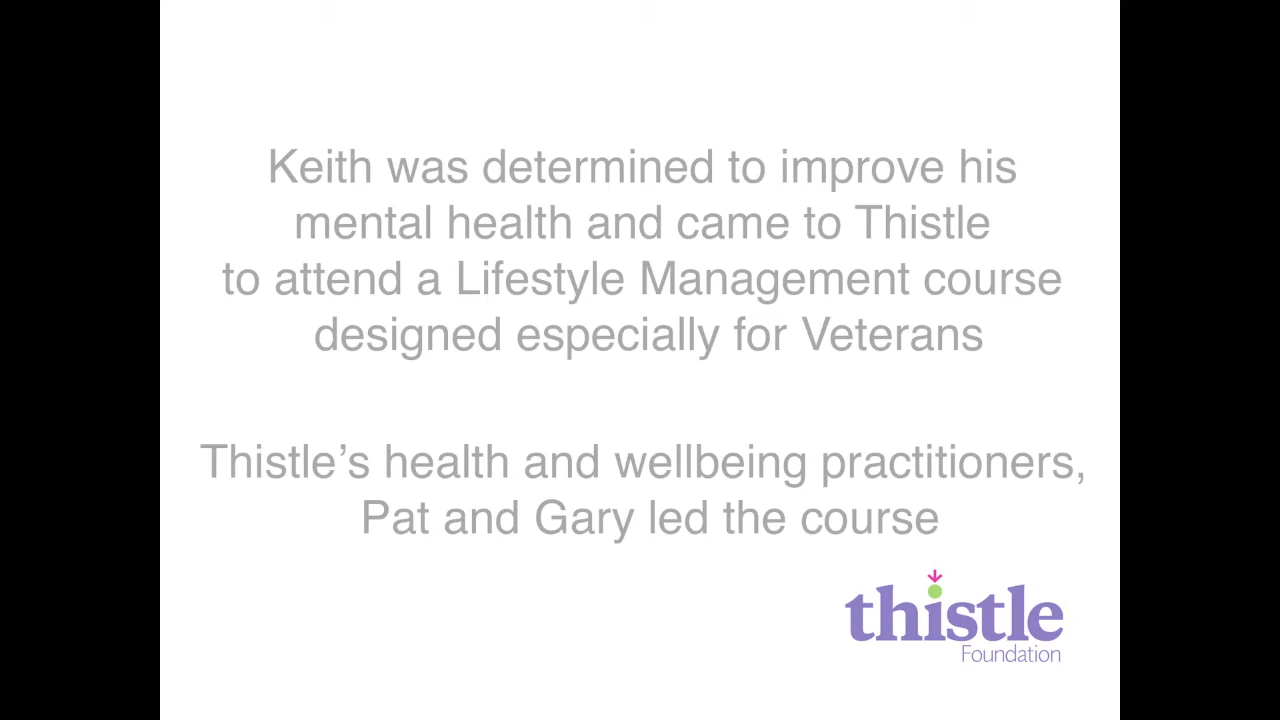 Keith was determined to improve his
mental health and came to Thistle
to attend a Lifestyle Management course
designed especially for Veterans
Thistle’s health and wellbeing practitioners,
Pat and Gary led the course
thistle
Foundation